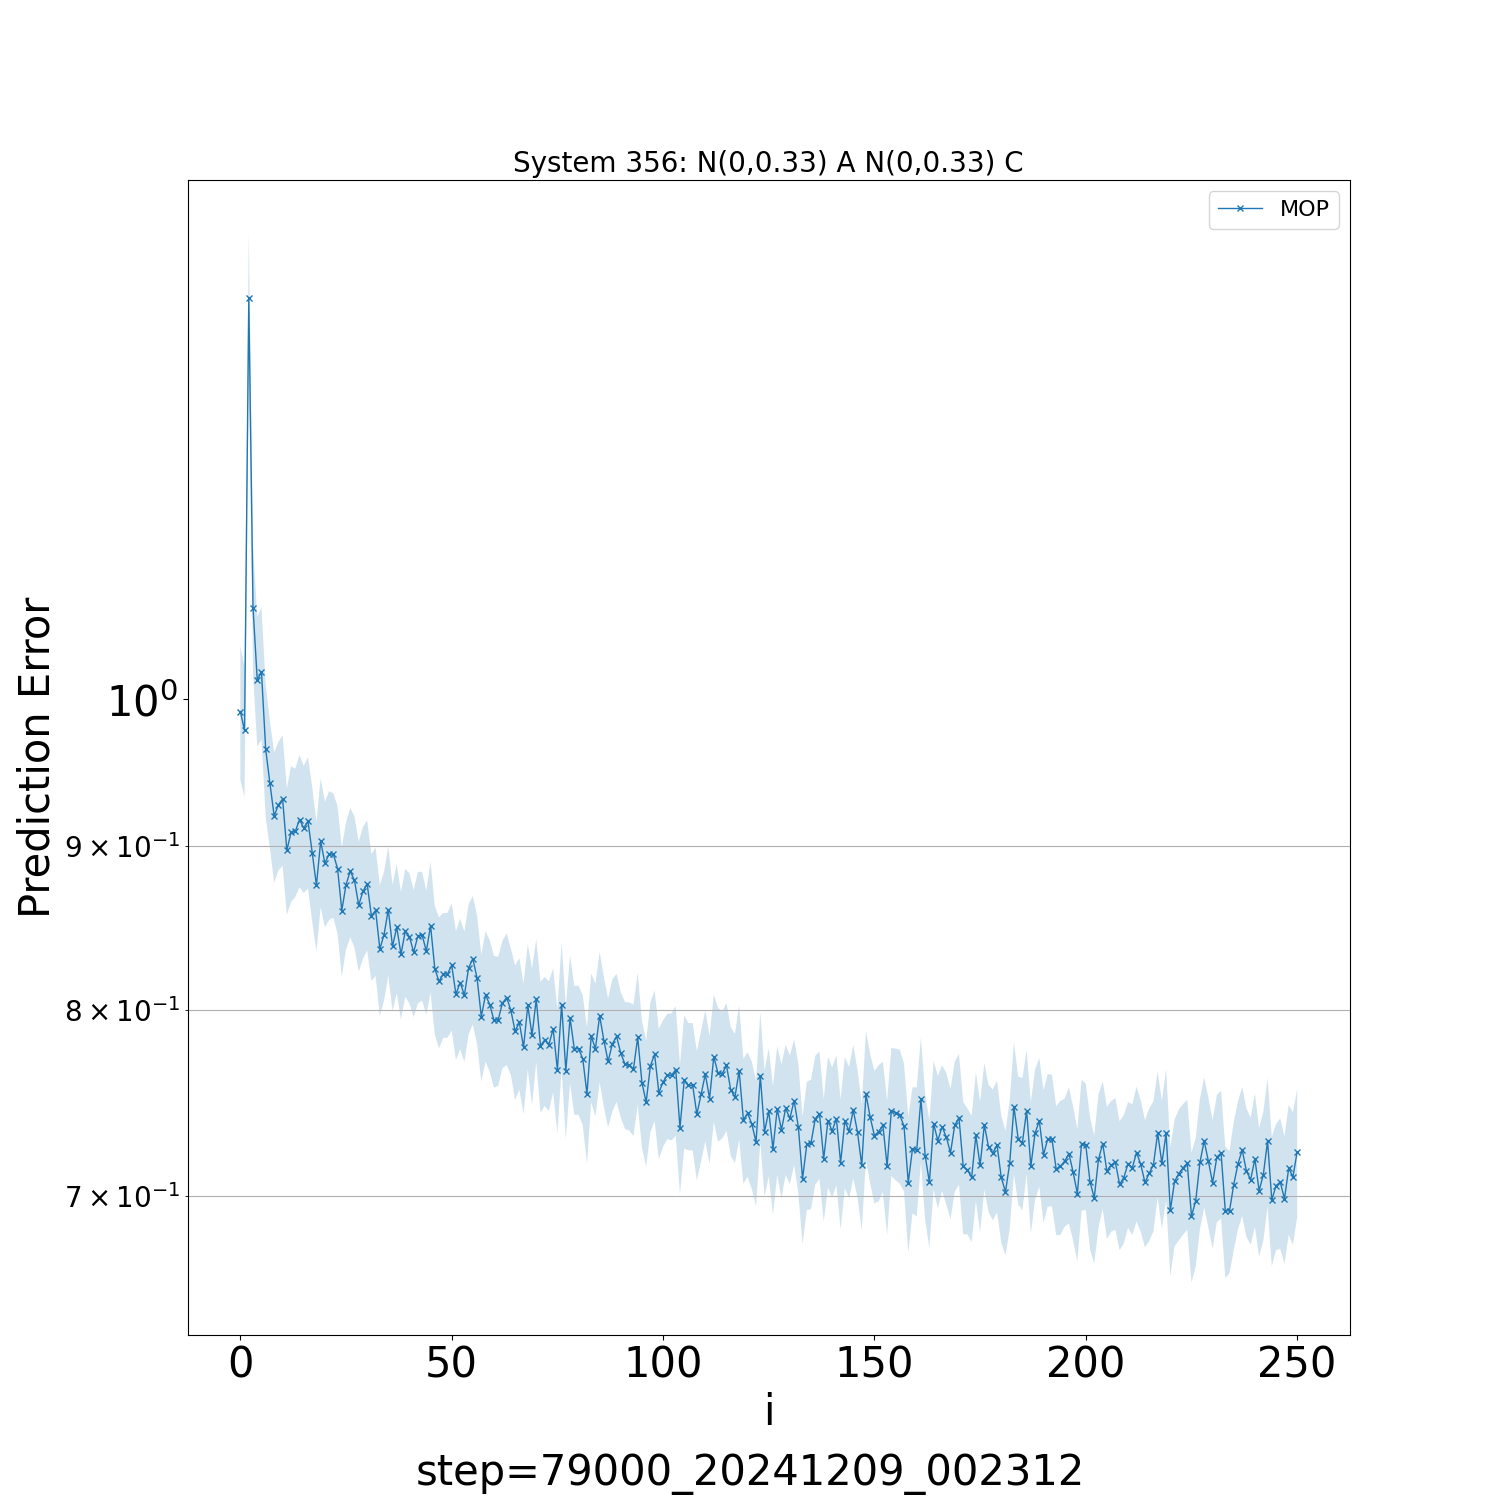 System 356: N(0,0.33) A N(0,0.33) C
MOP
Prediction Error
10⁰
9 × 10⁻¹
8 × 10⁻¹
7 × 10⁻¹
0 50 100 150 200 250
i
step=79000_20241209_002312